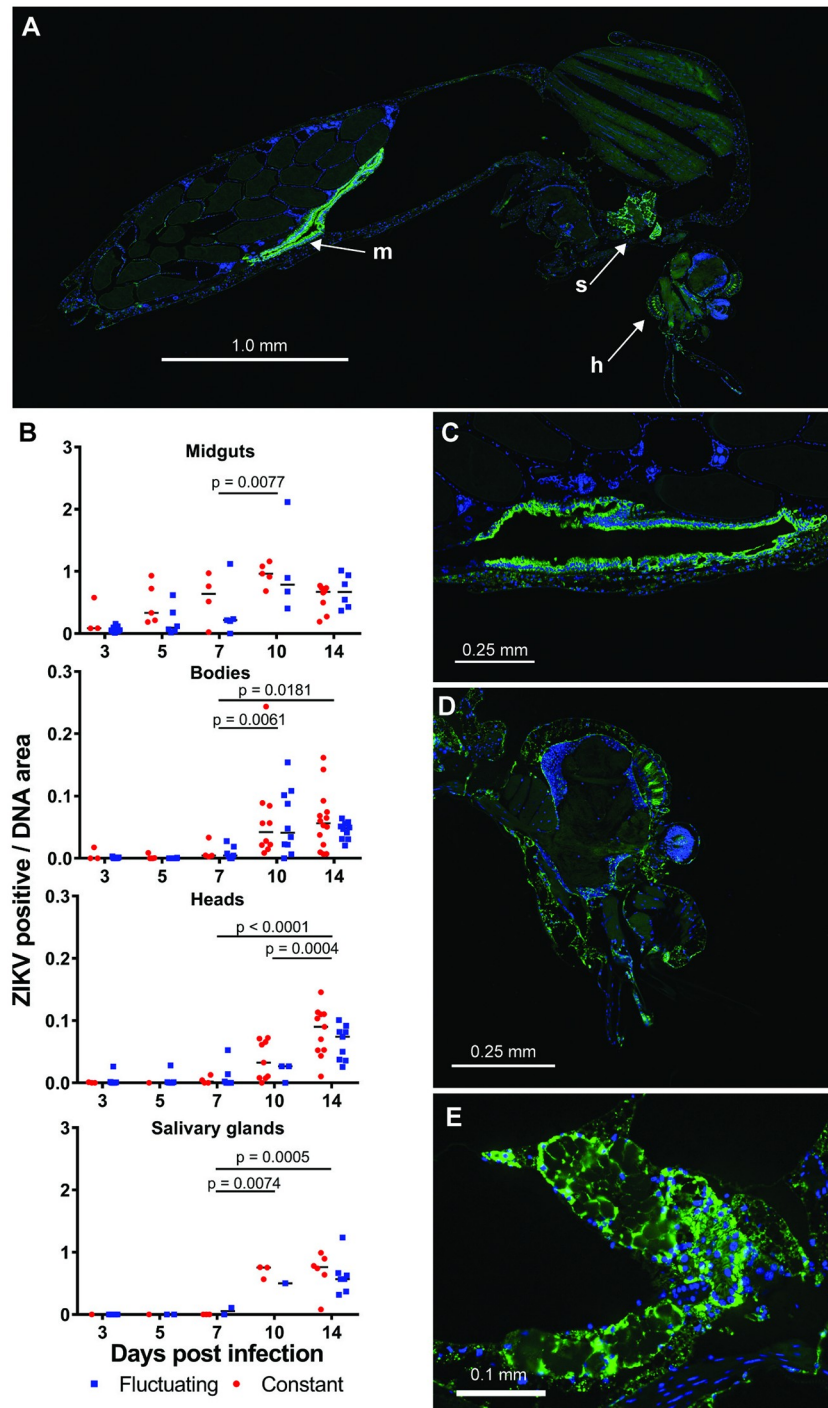 A
m
s
h
1.0 mm
B
Midguts
3
2
1
0
p = 0.0077
3 5 7 10 14
Bodies
0.3
0.2
0.1
0.0
p = 0.0181
p = 0.0061
3 5 7 10 14
Heads
0.3
0.2
0.1
0.0
p < 0.0001
p = 0.0004
3 5 7 10 14
Salivary glands
3
2
1
0
p = 0.0005
p = 0.0074
3 5 7 10 14
ZIKV positive / DNA area
Days post infection
Fluctuating Constant
C
0.25 mm
D
0.25 mm
E
0.1 mm